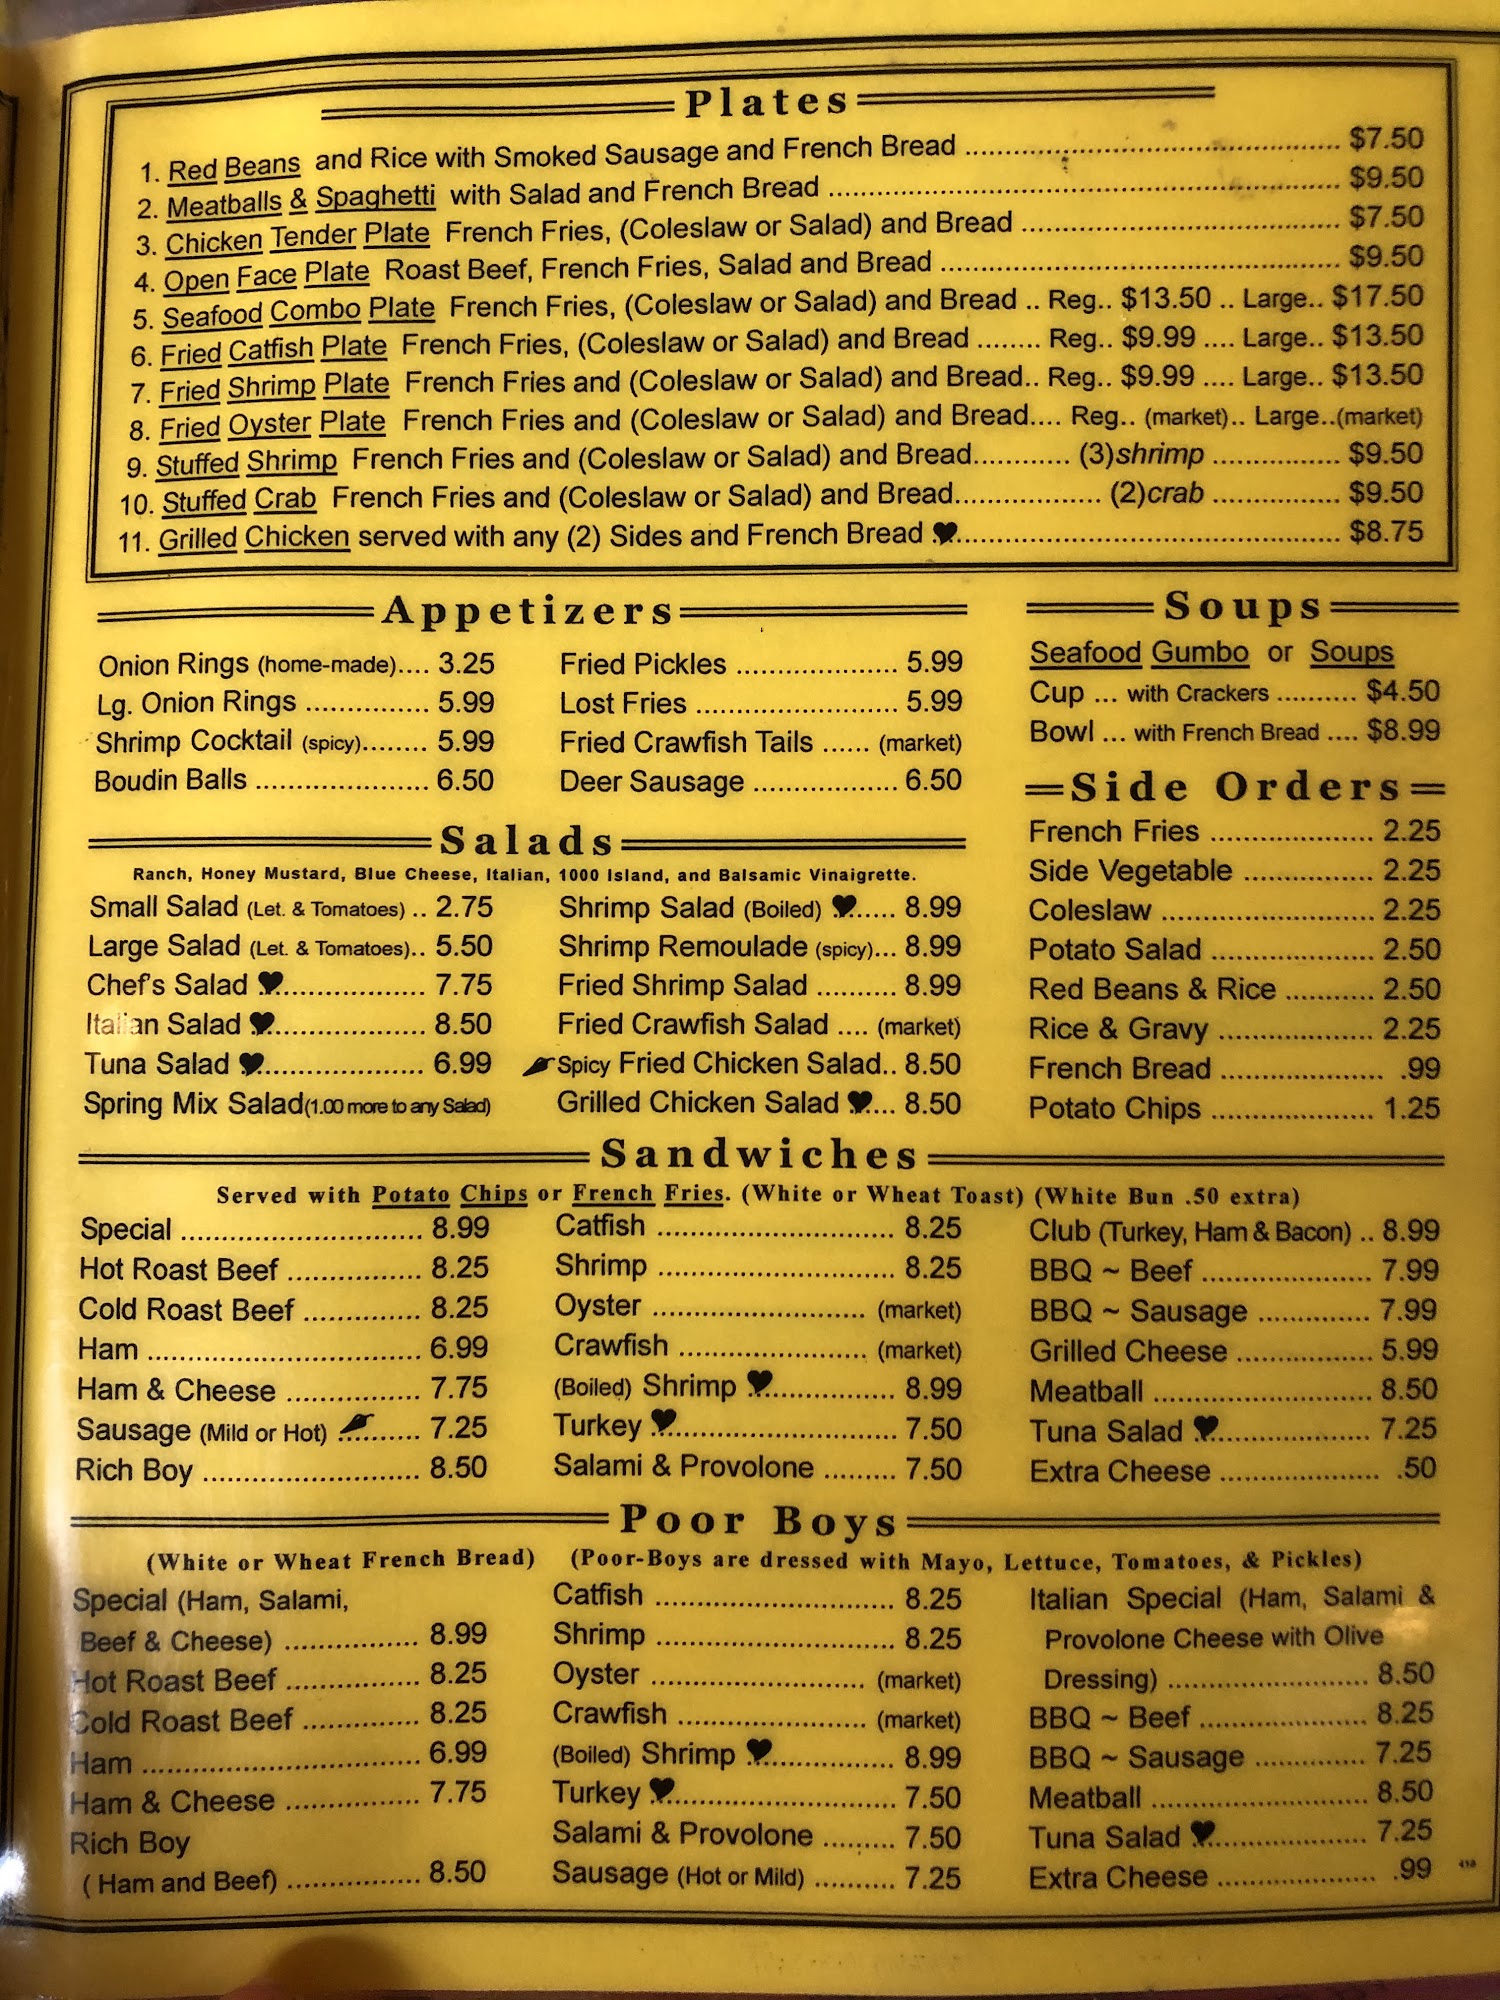 Plates
1. Red Beans and Rice with Smoked Sausage and French Bread .......... $7.50
2. Meatballs & Spaghetti with Salad and French Bread .......... $9.50
3. Chicken Tender Plate French Fries, (Coleslaw or Salad) and Bread .......... $7.50
4. Open Face Plate Roast Beef, French Fries, Salad and Bread .......... $9.50
5. Seafood Combo Plate French Fries, (Coleslaw or Salad) and Bread .. Reg.. $13.50 .. Large.. $17.50
6. Fried Catfish Plate French Fries, (Coleslaw or Salad) and Bread ........ Reg.. $9.99 .... Large.. $13.50
7. Fried Shrimp Plate French Fries and (Coleslaw or Salad) and Bread.. Reg.. $9.99 .... Large.. $13.50
8. Fried Oyster Plate French Fries and (Coleslaw or Salad) and Bread.... Reg.. (market).. Large..(market)
9. Stuffed Shrimp French Fries and (Coleslaw or Salad) and Bread............ (3)shrimp .......... $9.50
10. Stuffed Crab French Fries and (Coleslaw or Salad) and Bread.................. (2)crab .......... $9.50
11. Grilled Chicken served with any (2) Sides and French Bread ♥.......... $8.75
Appetizers
Onion Rings (home-made).... 3.25
Lg. Onion Rings .......... 5.99
Shrimp Cocktail (spicy)........ 5.99
Boudin Balls .......... 6.50
Fried Pickles .......... 5.99
Lost Fries .......... 5.99
Fried Crawfish Tails ...... (market)
Deer Sausage .......... 6.50
Soups
Seafood Gumbo or Soups
Cup ... with Crackers .......... $4.50
Bowl ... with French Bread .... $8.99
Salads
Ranch, Honey Mustard, Blue Cheese, Italian, 1000 Island, and Balsamic Vinaigrette.
Small Salad (Let. & Tomatoes) .. 2.75
Large Salad (Let. & Tomatoes).. 5.50
Chef's Salad ♥.......... 7.75
Italian Salad ♥.......... 8.50
Tuna Salad ♥.......... 6.99
Spring Mix Salad(1.00 more to any Salad)
Shrimp Salad (Boiled) ♥..... 8.99
Shrimp Remoulade (spicy)... 8.99
Fried Shrimp Salad .......... 8.99
Fried Crawfish Salad .... (market)
Spicy Fried Chicken Salad.. 8.50
Grilled Chicken Salad ♥.... 8.50
Side Orders
French Fries .......... 2.25
Side Vegetable .......... 2.25
Coleslaw .......... 2.25
Potato Salad .......... 2.50
Red Beans & Rice .......... 2.50
Rice & Gravy .......... 2.25
French Bread .......... .99
Potato Chips .......... 1.25
Sandwiches
Served with Potato Chips or French Fries. (White or Wheat Toast) (White Bun .50 extra)
Special .......... 8.99
Hot Roast Beef .......... 8.25
Cold Roast Beef .......... 8.25
Ham .......... 6.99
Ham & Cheese .......... 7.75
Sausage (Mild or Hot) .......... 7.25
Rich Boy .......... 8.50
Catfish .......... 8.25
Shrimp .......... 8.25
Oyster .......... (market)
Crawfish .......... (market)
(Boiled) Shrimp ♥.......... 8.99
Turkey ♥.......... 7.50
Salami & Provolone ......... 7.50
Club (Turkey, Ham & Bacon) .. 8.99
BBQ ~ Beef .......... 7.99
BBQ ~ Sausage .......... 7.99
Grilled Cheese .......... 5.99
Meatball .......... 8.50
Tuna Salad ♥.......... 7.25
Extra Cheese .......... .50
Poor Boys
(White or Wheat French Bread) (Poor-Boys are dressed with Mayo, Lettuce, Tomatoes, & Pickles)
Special (Ham, Salami,
Beef & Cheese) .......... 8.99
Hot Roast Beef .......... 8.25
Cold Roast Beef .......... 8.25
Ham .......... 6.99
Ham & Cheese .......... 7.75
Rich Boy
( Ham and Beef) .......... 8.50
Catfish .......... 8.25
Shrimp .......... 8.25
Oyster .......... (market)
Crawfish .......... (market)
(Boiled) Shrimp ♥.......... 8.99
Turkey ♥.......... 7.50
Salami & Provolone ......... 7.50
Sausage (Hot or Mild) .......... 7.25
Italian Special (Ham, Salami &
Provolone Cheese with Olive
Dressing) .......... 8.50
BBQ ~ Beef .......... 8.25
BBQ ~ Sausage .......... 7.25
Meatball .......... 8.50
Tuna Salad ♥.......... 7.25
Extra Cheese .......... .99